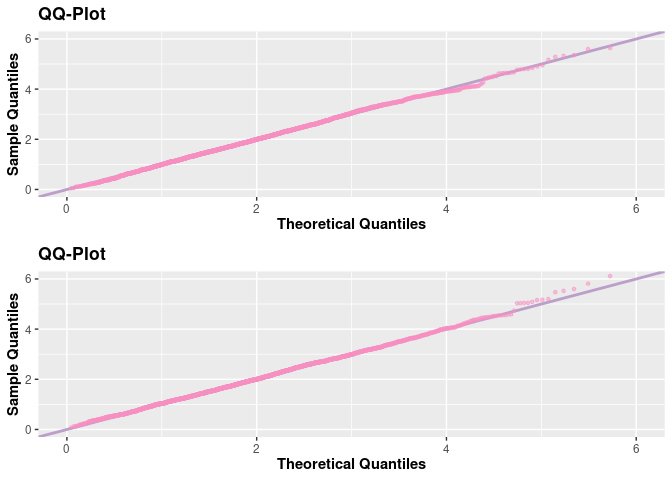 QQ-Plot
6
4
2
0
Sample Quantiles
0 2 4 6
Theoretical Quantiles
QQ-Plot
6
4
2
0
Sample Quantiles
0 2 4 6
Theoretical Quantiles